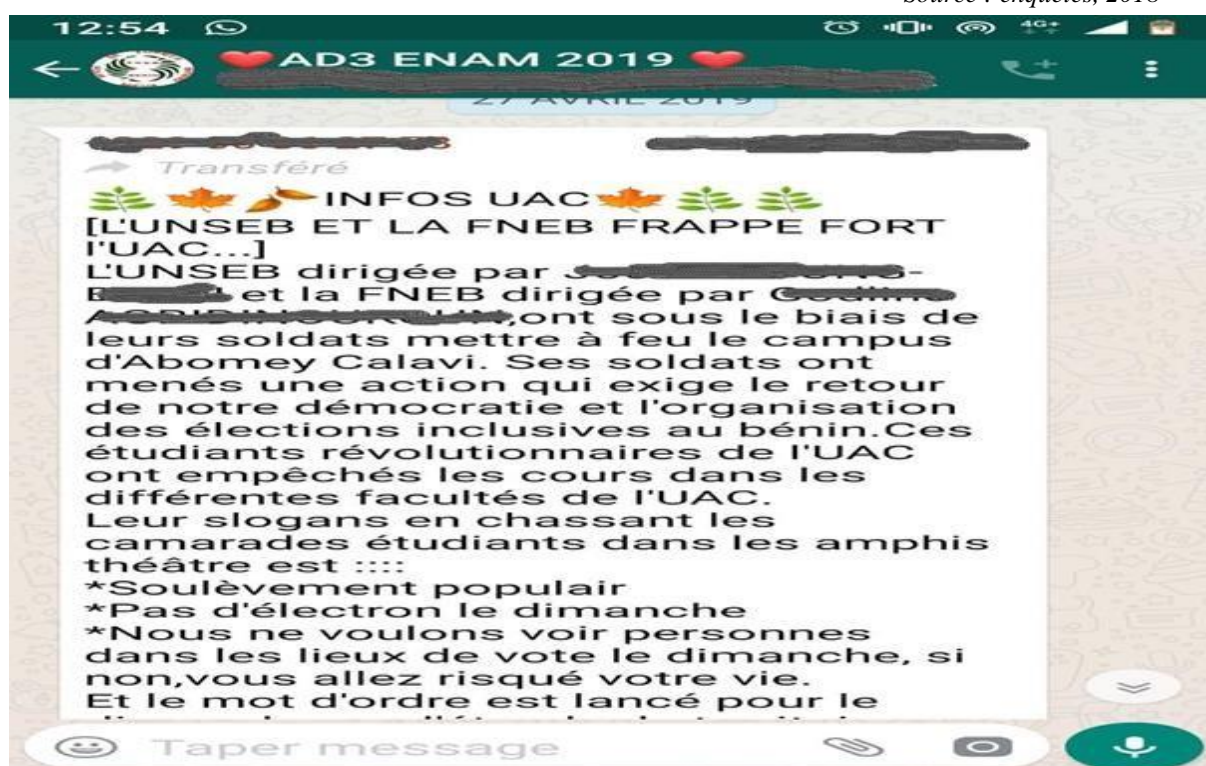 Source : enquêtes, 2018
12:54 4G+
AD3 ENAM 2019
27 AVRIL 2019
Transféré
INFOS UAC
[L'UNSEB ET LA FNEB FRAPPE FORT
l'UAC...]
L'UNSEB dirigée par
et la FNEB dirigée par
,ont sous le biais de
leurs soldats mettre à feu le campus
d'Abomey Calavi. Ses soldats ont
menés une action qui exige le retour
de notre démocratie et l'organisation
des élections inclusives au bénin.Ces
étudiants révolutionnaires de l'UAC
ont empêchés les cours dans les
différentes facultés de l'UAC.
Leur slogans en chassant les
camarades étudiants dans les amphis
théâtre est ::::
*Soulèvement populair
*Pas d'électron le dimanche
*Nous ne voulons voir personnes
dans les lieux de vote le dimanche, si
non,vous allez risqué votre vie.
Et le mot d'ordre est lancé pour le
Taper message